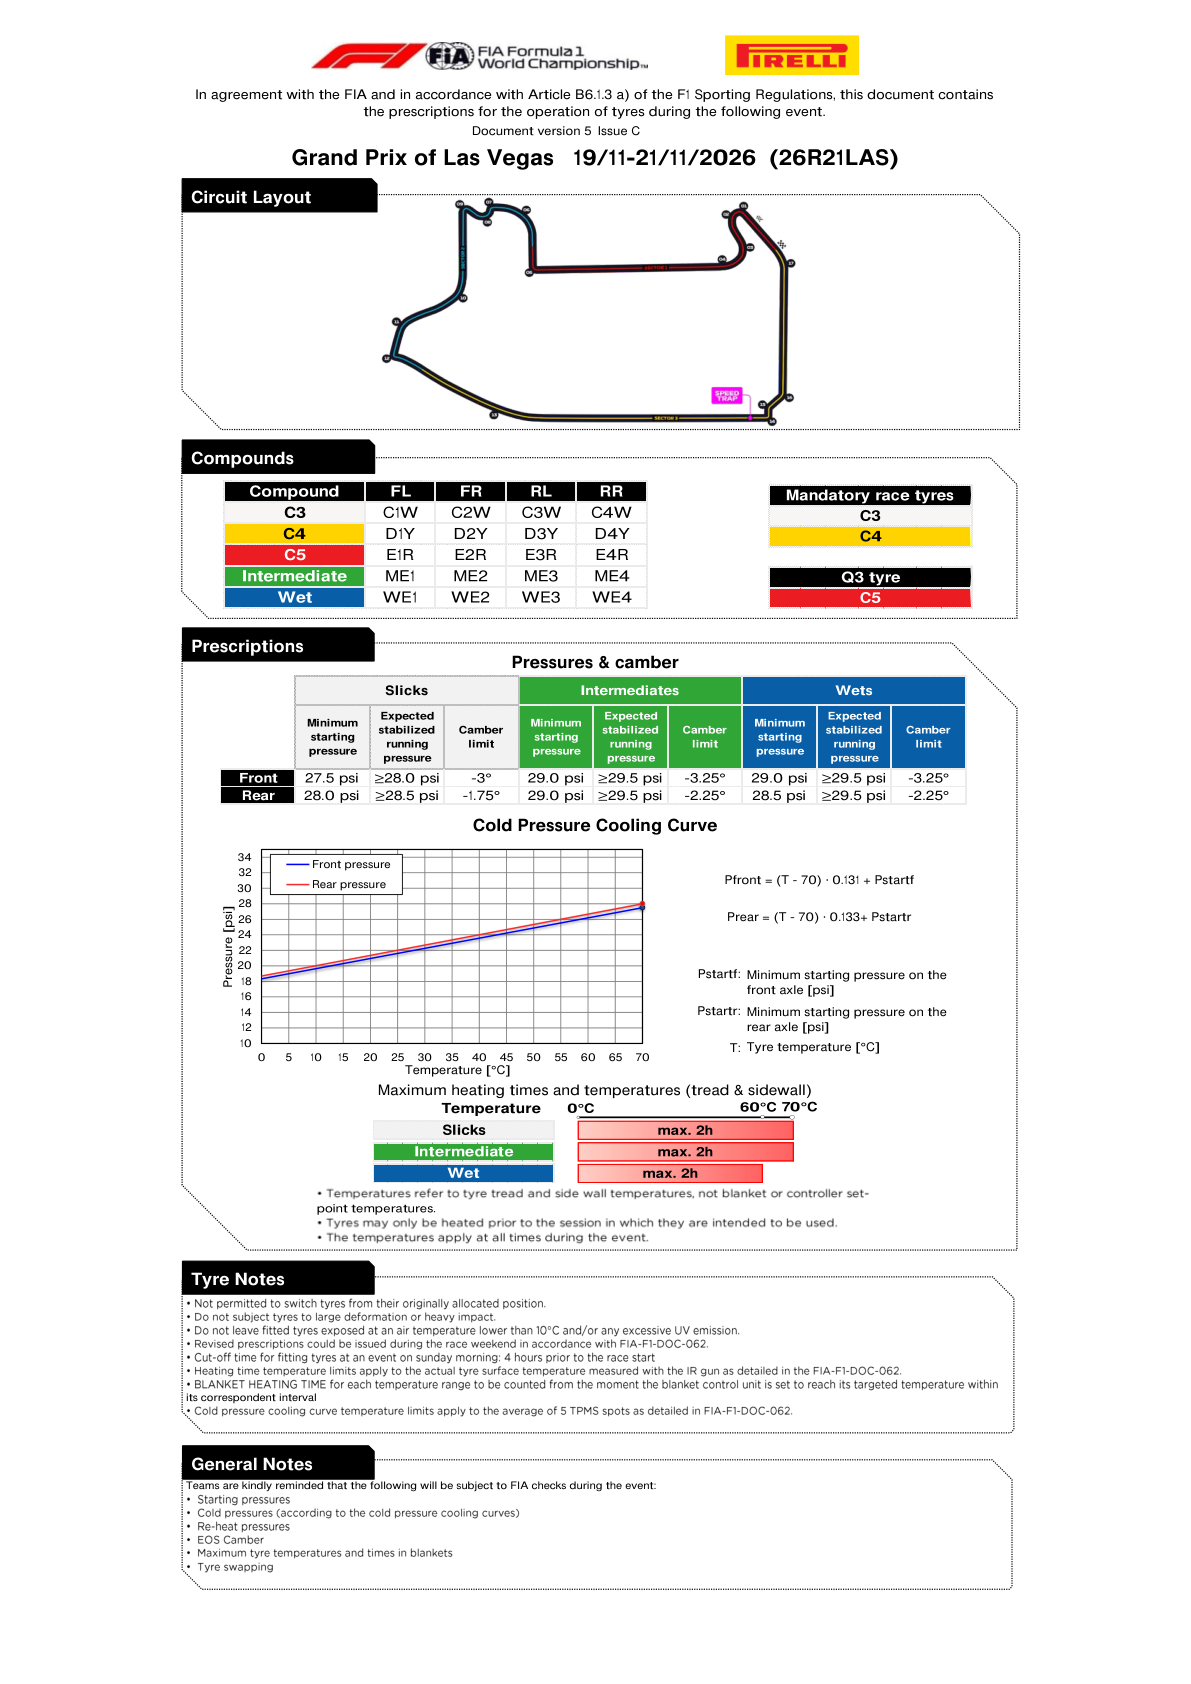 F1 FIA FIA Formula 1 World Championship™ PIRELLI
In agreement with the FIA and in accordance with Article B6.1.3 a) of the F1 Sporting Regulations, this document contains
the prescriptions for the operation of tyres during the following event.
Document version 5 Issue C
Grand Prix of Las Vegas 19/11-21/11/2026 (26R21LAS)
Circuit Layout
SECTOR 1
SPEED TRAP
SECTOR 3
Compounds
Compound FL FR RL RR
C3 C1W C2W C3W C4W
C4 D1Y D2Y D3Y D4Y
C5 E1R E2R E3R E4R
Intermediate ME1 ME2 ME3 ME4
Wet WE1 WE2 WE3 WE4
Mandatory race tyres
C3
C4
Q3 tyre
C5
Prescriptions
Pressures & camber
Slicks Intermediates Wets
Minimum starting pressure Expected stabilized running pressure Camber limit Minimum starting pressure Expected stabilized running pressure Camber limit Minimum starting pressure Expected stabilized running pressure Camber limit
Front 27.5 psi ≥28.0 psi -3° 29.0 psi ≥29.5 psi -3.25° 29.0 psi ≥29.5 psi -3.25°
Rear 28.0 psi ≥28.5 psi -1.75° 29.0 psi ≥29.5 psi -2.25° 28.5 psi ≥29.5 psi -2.25°
Cold Pressure Cooling Curve
Pressure [psi]
34
32
30
28
26
24
22
20
18
16
14
12
10
Front pressure
Rear pressure
0 5 10 15 20 25 30 35 40 45 50 55 60 65 70
Temperature [°C]
Pfront = (T - 70) · 0.131 + Pstartf
Prear = (T - 70) · 0.133+ Pstartr
Pstartf: Minimum starting pressure on the
front axle [psi]
Pstartr: Minimum starting pressure on the
rear axle [psi]
T: Tyre temperature [°C]
Maximum heating times and temperatures (tread & sidewall)
Temperature 0°C 60°C 70°C
Slicks max. 2h
Intermediate max. 2h
Wet max. 2h
• Temperatures refer to tyre tread and side wall temperatures, not blanket or controller set-
point temperatures.
• Tyres may only be heated prior to the session in which they are intended to be used.
• The temperatures apply at all times during the event.
Tyre Notes
• Not permitted to switch tyres from their originally allocated position.
• Do not subject tyres to large deformation or heavy impact.
• Do not leave fitted tyres exposed at an air temperature lower than 10°C and/or any excessive UV emission.
• Revised prescriptions could be issued during the race weekend in accordance with FIA-F1-DOC-062.
• Cut-off time for fitting tyres at an event on sunday morning: 4 hours prior to the race start
• Heating time temperature limits apply to the actual tyre surface temperature measured with the IR gun as detailed in the FIA-F1-DOC-062.
• BLANKET HEATING TIME for each temperature range to be counted from the moment the blanket control unit is set to reach its targeted temperature within
its correspondent interval
• Cold pressure cooling curve temperature limits apply to the average of 5 TPMS spots as detailed in FIA-F1-DOC-062.
General Notes
Teams are kindly reminded that the following will be subject to FIA checks during the event:
• Starting pressures
• Cold pressures (according to the cold pressure cooling curves)
• Re-heat pressures
• EOS Camber
• Maximum tyre temperatures and times in blankets
• Tyre swapping